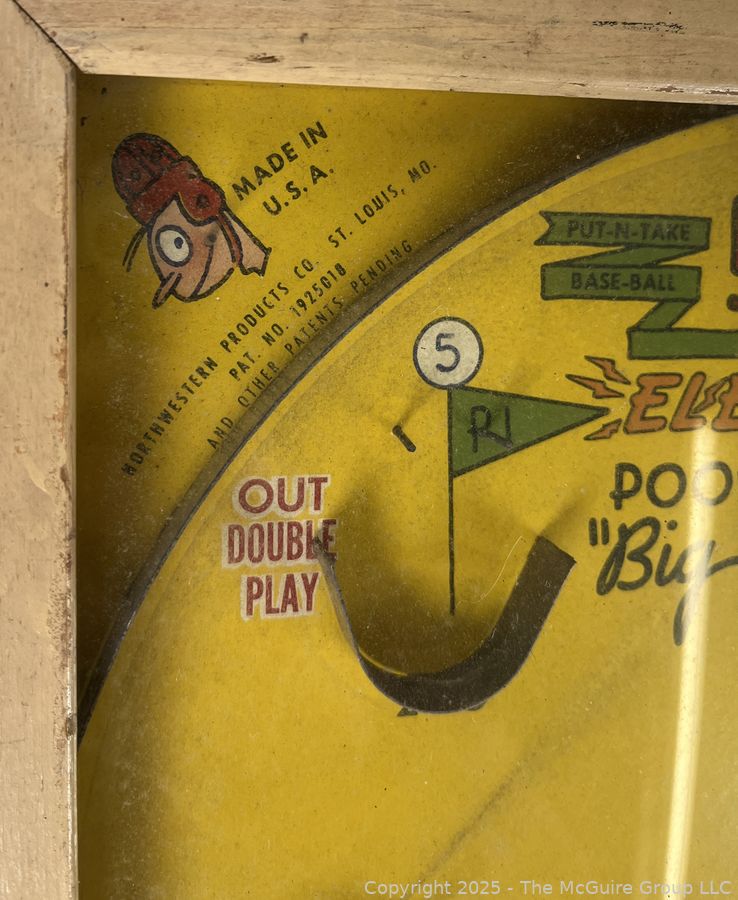 MADE IN
U.S.A.
NORTHWESTERN PRODUCTS CO. ST. LOUIS, MO.
PAT. NO. 1925018
AND OTHER PATENTS PENDING
PUT-N-TAKE
BASE-BALL
5
R1
ELE
POO
"Big
OUT
DOUBLE
PLAY
Copyright 2025 - The McGuire Group LLC